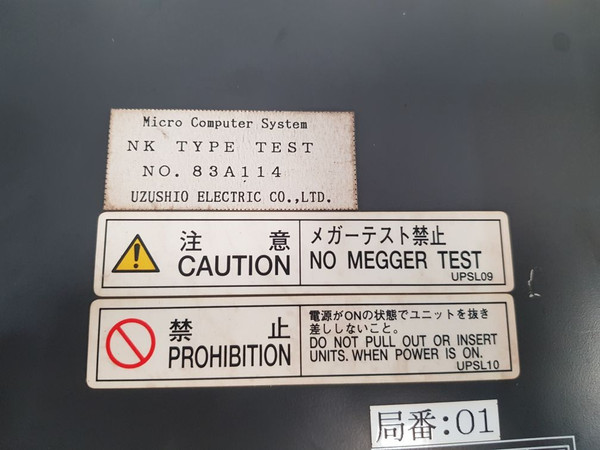 Micro Computer System
NK TYPE TEST
NO. 83A114
UZUSHIO ELECTRIC CO.,LTD.
注 意
CAUTION
メガーテスト禁止
NO MEGGER TEST
UPSL09
禁 止
PROHIBITION
電源がONの状態でユニットを抜き
差ししないこと。
DO NOT PULL OUT OR INSERT
UNITS. WHEN POWER IS ON.
UPSL10
局番:01